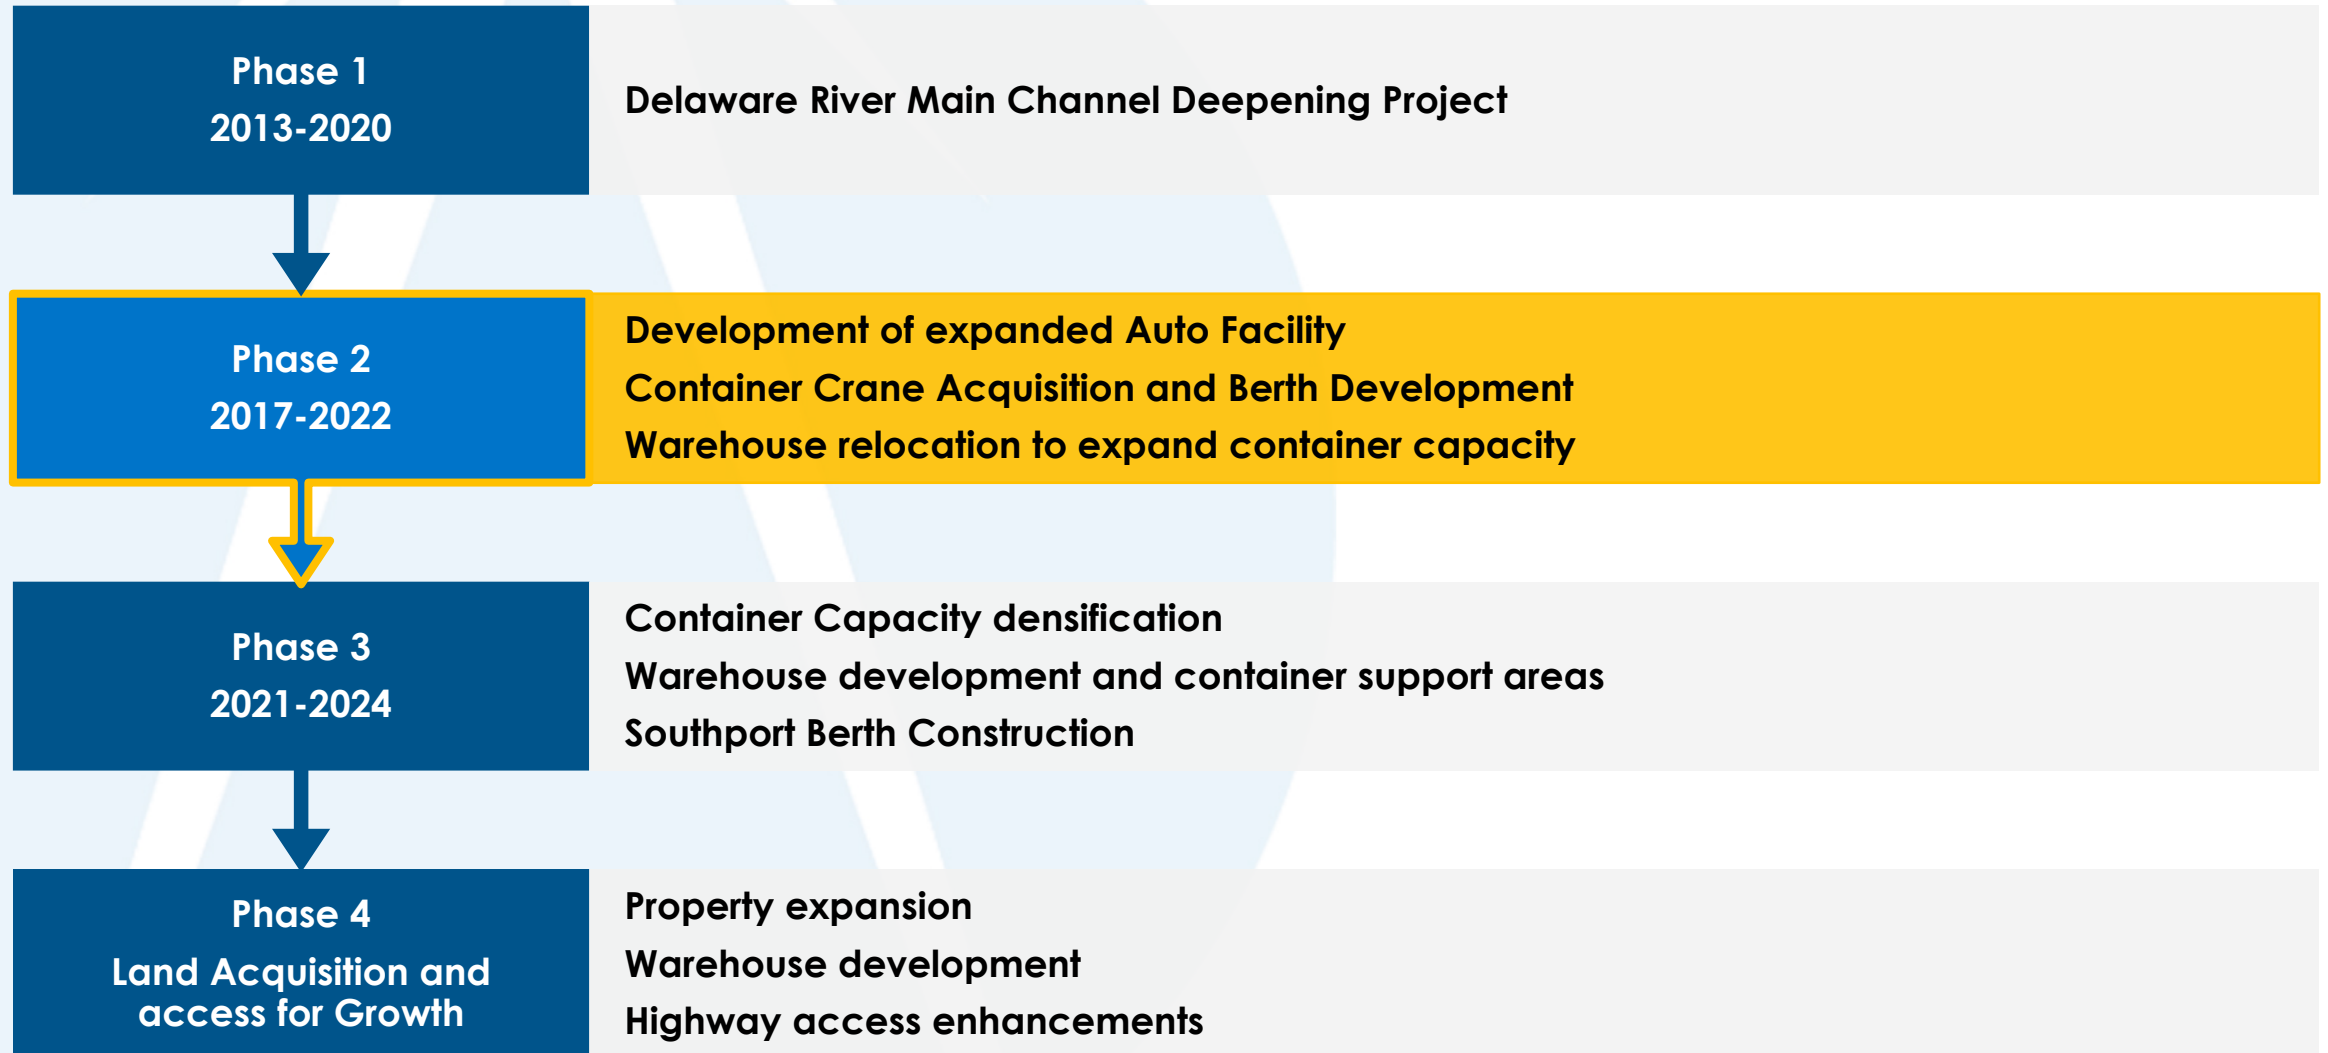 Phase 1
2013-2020
Delaware River Main Channel Deepening Project
Phase 2
2017-2022
Development of expanded Auto Facility
Container Crane Acquisition and Berth Development
Warehouse relocation to expand container capacity
Phase 3
2021-2024
Container Capacity densification
Warehouse development and container support areas
Southport Berth Construction
Phase 4
Land Acquisition and
access for Growth
Property expansion
Warehouse development
Highway access enhancements